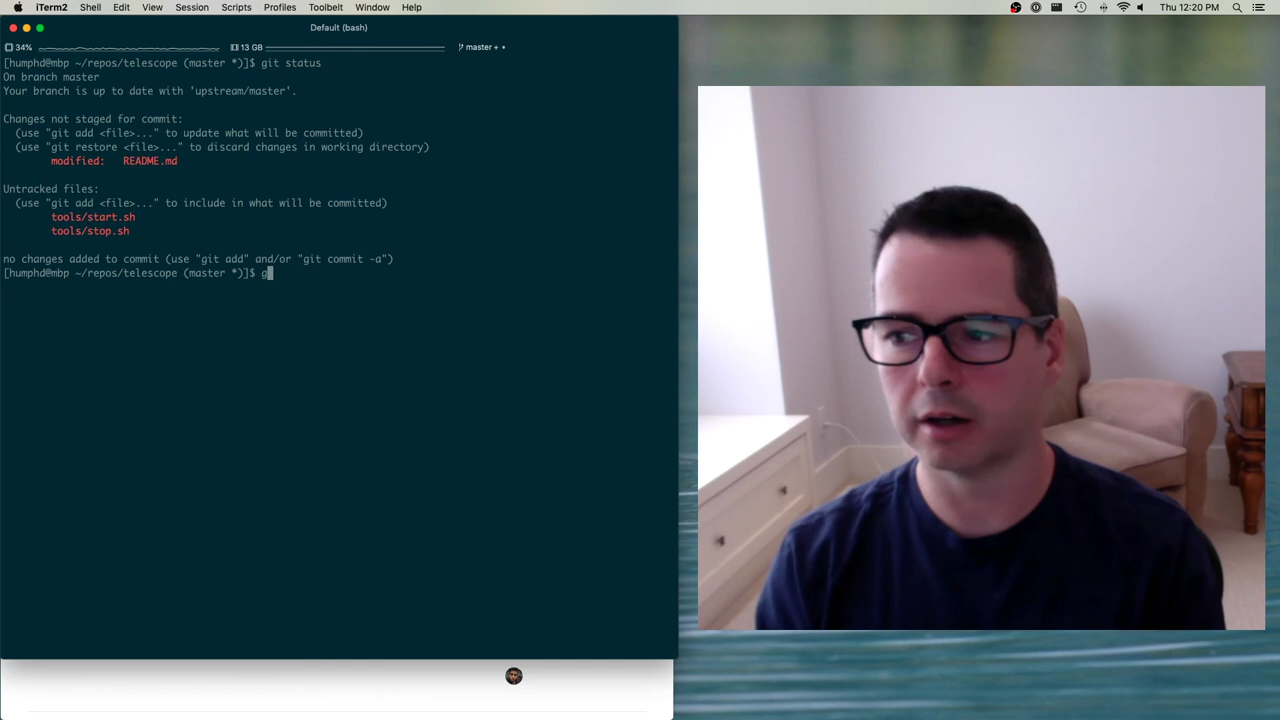 iTerm2 Shell Edit View Session Scripts Profiles Toolbelt Window Help Thu 12:20 PM
Default (bash)
34% 13 GB master + •
[humphd@mbp ~/repos/telescope (master *)]$ git status
On branch master
Your branch is up to date with 'upstream/master'.
Changes not staged for commit:
(use "git add <file>..." to update what will be committed)
(use "git restore <file>..." to discard changes in working directory)
modified: README.md
Untracked files:
(use "git add <file>..." to include in what will be committed)
tools/start.sh
tools/stop.sh
no changes added to commit (use "git add" and/or "git commit -a")
[humphd@mbp ~/repos/telescope (master *)]$ g